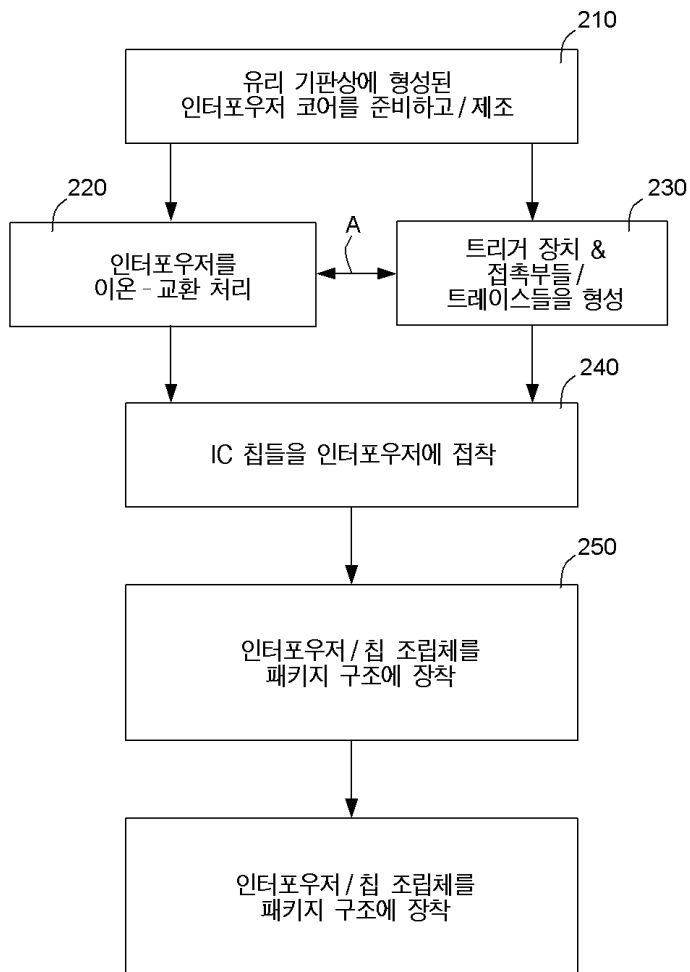 210
유리 기판상에 형성된
인터포우저 코어를 준비하고/제조
220
230
인터포우저를
이온-교환 처리
A
트리거 장치 &
접촉부들/
트레이스들을 형성
240
IC 칩들을 인터포우저에 접착
250
인터포우저/칩 조립체를
패키지 구조에 장착
인터포우저/칩 조립체를
패키지 구조에 장착